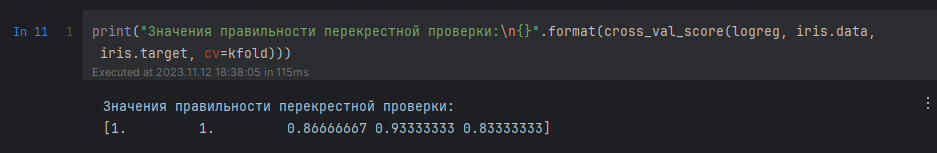 In 11 1 print("Значения правильности перекрестной проверки:\n{}".format(cross_val_score(logreg, iris.data,
iris.target, cv=kfold)))
Executed at 2023.11.12 18:38:05 in 115ms
Значения правильности перекрестной проверки:
[1. 1. 0.86666667 0.93333333 0.83333333]